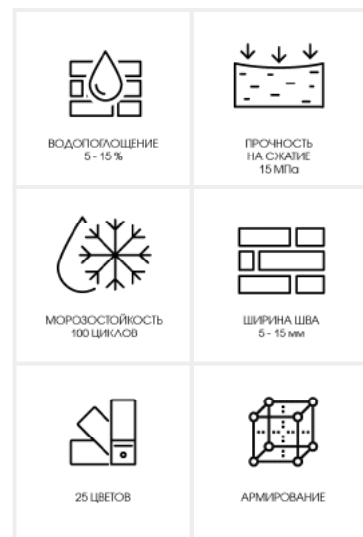 ВОДОПОГЛОЩЕНИЕ
5 - 15 %
ПРОЧНОСТЬ
НА СЖАТИЕ
15 МПа
МОРОЗОСТОЙКОСТЬ
100 ЦИКЛОВ
ШИРИНА ШВА
5 - 15 мм
25 ЦВЕТОВ
АРМИРОВАНИЕ